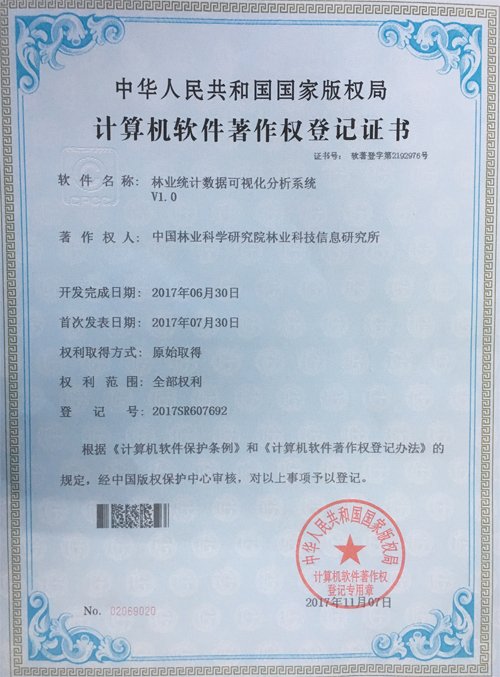 中华人民共和国国家版权局
计算机软件著作权登记证书
证书号： 软著登字第2192976号
CPCC
软件名称： 林业统计数据可视化分析系统
V1.0
著作权人： 中国林业科学研究院林业科技信息研究所
开发完成日期： 2017年06月30日
首次发表日期： 2017年07月30日
权利取得方式： 原始取得
权利范围： 全部权利
登记号： 2017SR607692
根据《计算机软件保护条例》和《计算机软件著作权登记办法》的
规定，经中国版权保护中心审核，对以上事项予以登记。
中华人民共和国国家版权局
计算机软件著作权
登记专用章
No. 02069020
2017年11月07日